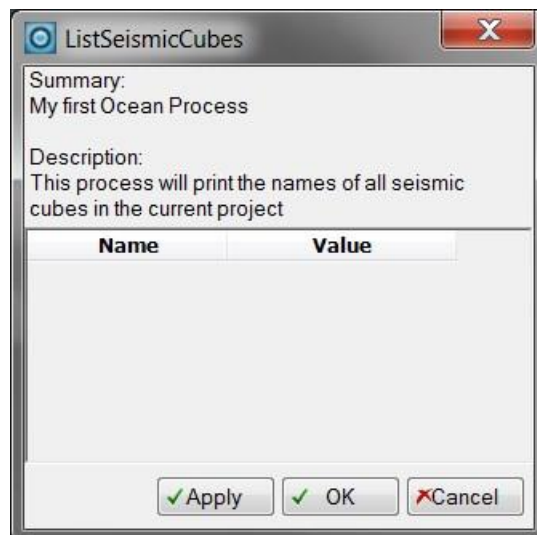 ListSeismicCubes
X
Summary:
My first Ocean Process
Description:
This process will print the names of all seismic
cubes in the current project
Name Value
Apply OK Cancel